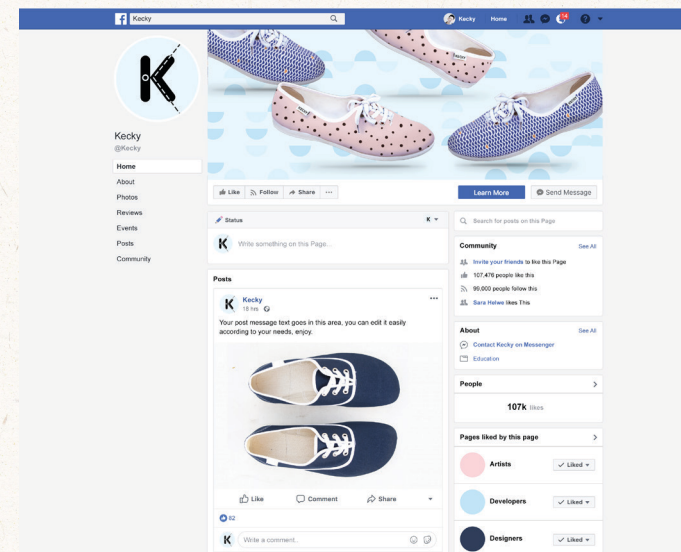 Kecky
Kecky
Home
14
K
Kecky
@Kecky
Home
About
Photos
Reviews
Events
Posts
Community
Like
Follow
Share
Learn More
Send Message
Status
K
K
Write something on this Page...
Posts
K
Kecky
18 hrs
Your post message text goes in this area, you can edit it easily
according to your needs, enjoy.
Like
Comment
Share
82
K
Write a comment..
Search for posts on this Page
Community
See All
Invite your friends to like this Page
107,476 people like this
99,000 people follow this
Sara Helwe likes This
About
See All
Contact Kecky on Messenger
Education
People
107k likes
Pages liked by this page
Artists
Liked
Developers
Liked
Designers
Liked